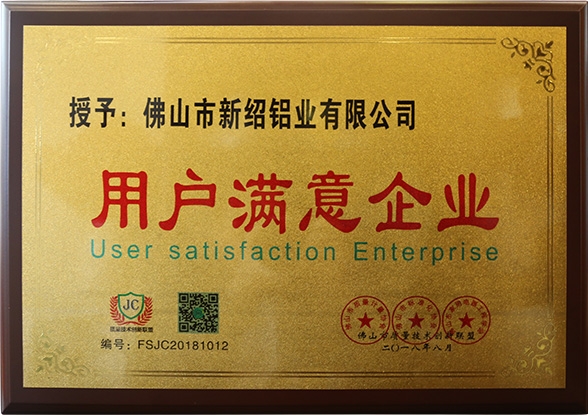 授予：佛山市新绍铝业有限公司
用户满意企业
User satisfaction Enterprise
JC
质量技术创新联盟
编号：FSJC20181012
佛山市质量技术创新联盟
二〇一八年八月